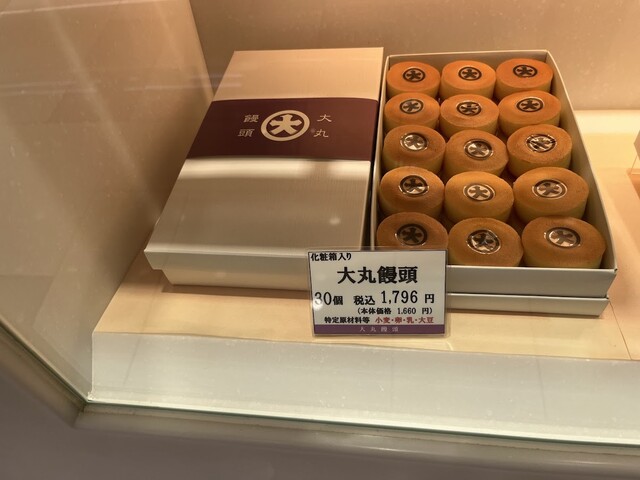 大丸
饅頭
大
化粧箱入り
大丸饅頭
30個 税込 1,796 円
(本体価格 1,660 円)
特定原材料等 小麦・卵・乳・大豆
大丸饅頭